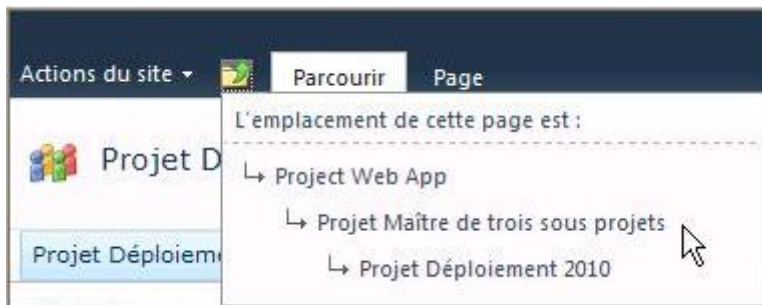 Actions du site Parcourir Page
L'emplacement de cette page est :
Projet D
Project Web App
Projet Maître de trois sous projets
Projet Déploieme
Projet Déploiement 2010